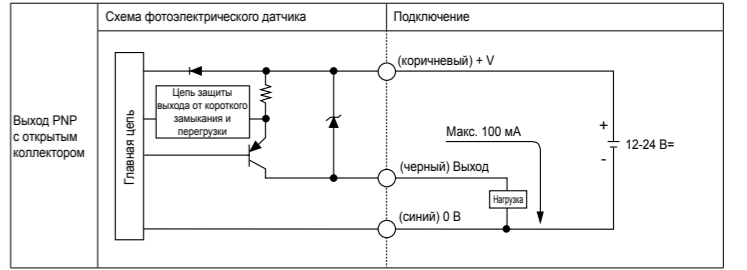 Схема фотоэлектрического датчика
Подключение
Выход PNP
с открытым
коллектором
Главная цепь
Цепь защиты
выхода от короткого
замыкания и
перегрузки
(коричневый) + V
Макс. 100 мА
+
-
12-24 В=
(черный) Выход
Нагрузка
(синий) 0 В